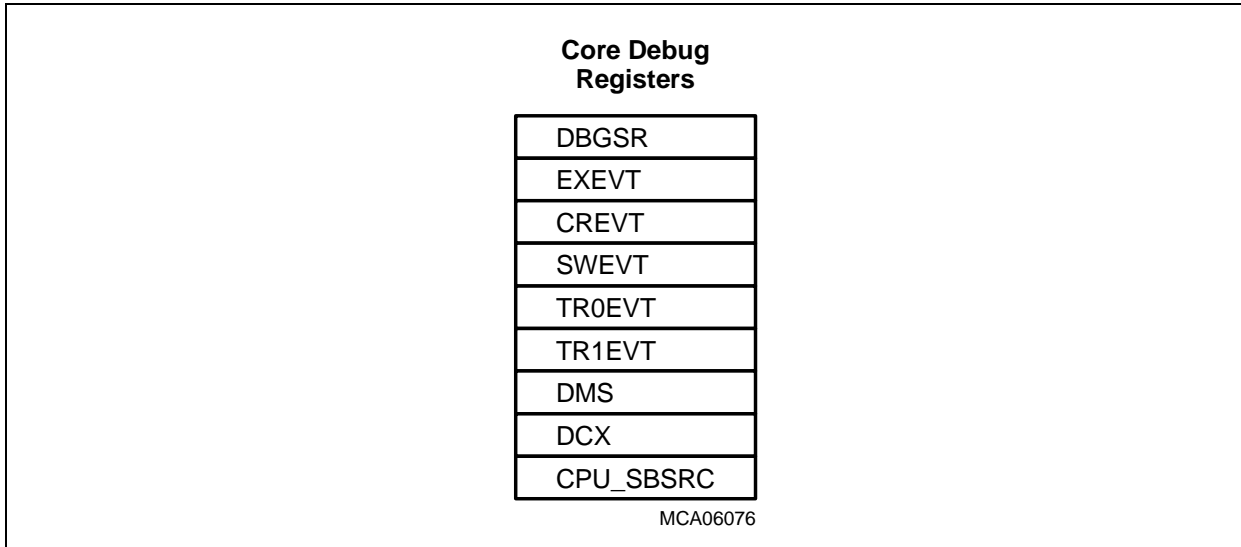 Core Debug
Registers
DBGSR
EXEVT
CREVT
SWEVT
TR0EVT
TR1EVT
DMS
DCX
CPU_SBSRC
MCA06076